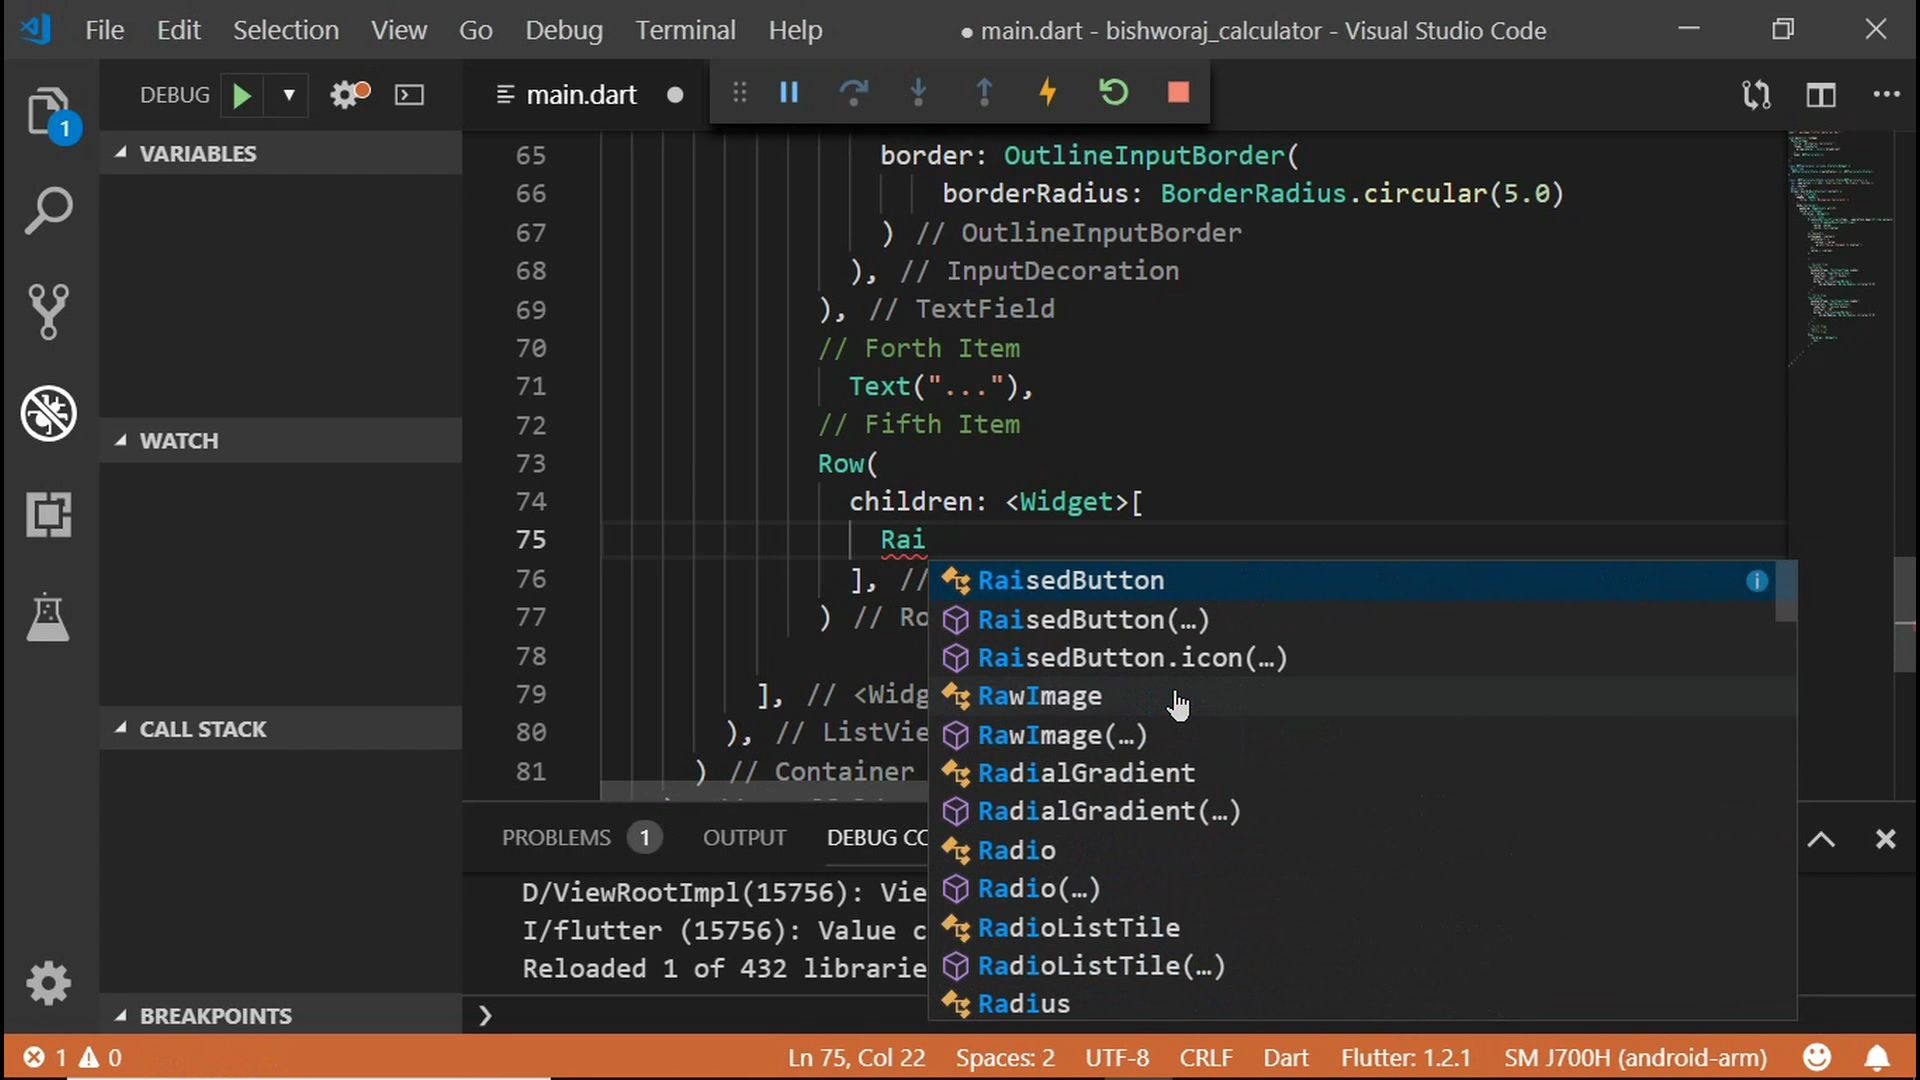 File Edit Selection View Go Debug Terminal Help ● main.dart - bishworaj_calculator - Visual Studio Code
DEBUG
main.dart
1
VARIABLES
WATCH
CALL STACK
BREAKPOINTS
65 border: OutlineInputBorder(
66 borderRadius: BorderRadius.circular(5.0)
67 ) // OutlineInputBorder
68 ), // InputDecoration
69 ), // TextField
70 // Forth Item
71 Text("..."),
72 // Fifth Item
73 Row(
74 children: <Widget>[
75 Rai
76 ], //
77 ) // Ro
78
79 ], // <Widg
80 ), // ListVie
81 ) // Container
RaisedButton
RaisedButton(…)
RaisedButton.icon(…)
RawImage
RawImage(…)
RadialGradient
RadialGradient(…)
Radio
Radio(…)
RadioListTile
RadioListTile(…)
Radius
PROBLEMS 1 OUTPUT DEBUG CO
D/ViewRootImpl(15756): Vie
I/flutter (15756): Value c
Reloaded 1 of 432 librarie
1 0 Ln 75, Col 22 Spaces: 2 UTF-8 CRLF Dart Flutter: 1.2.1 SM J700H (android-arm)